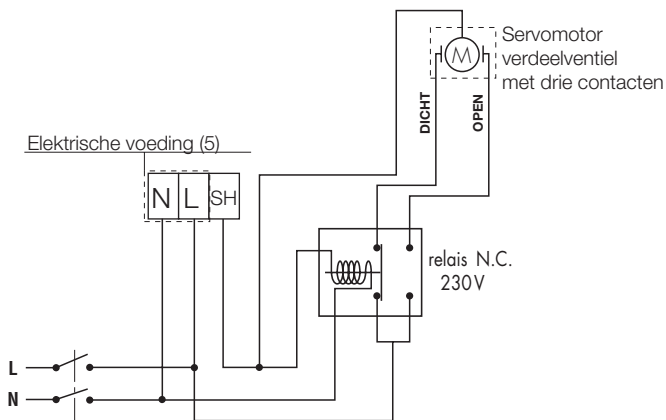 Servomotor
verdeelventiel
met drie contacten
M
DICHT
OPEN
Elektrische voeding (5)
N L SH
relais N.C.
230V
L
N